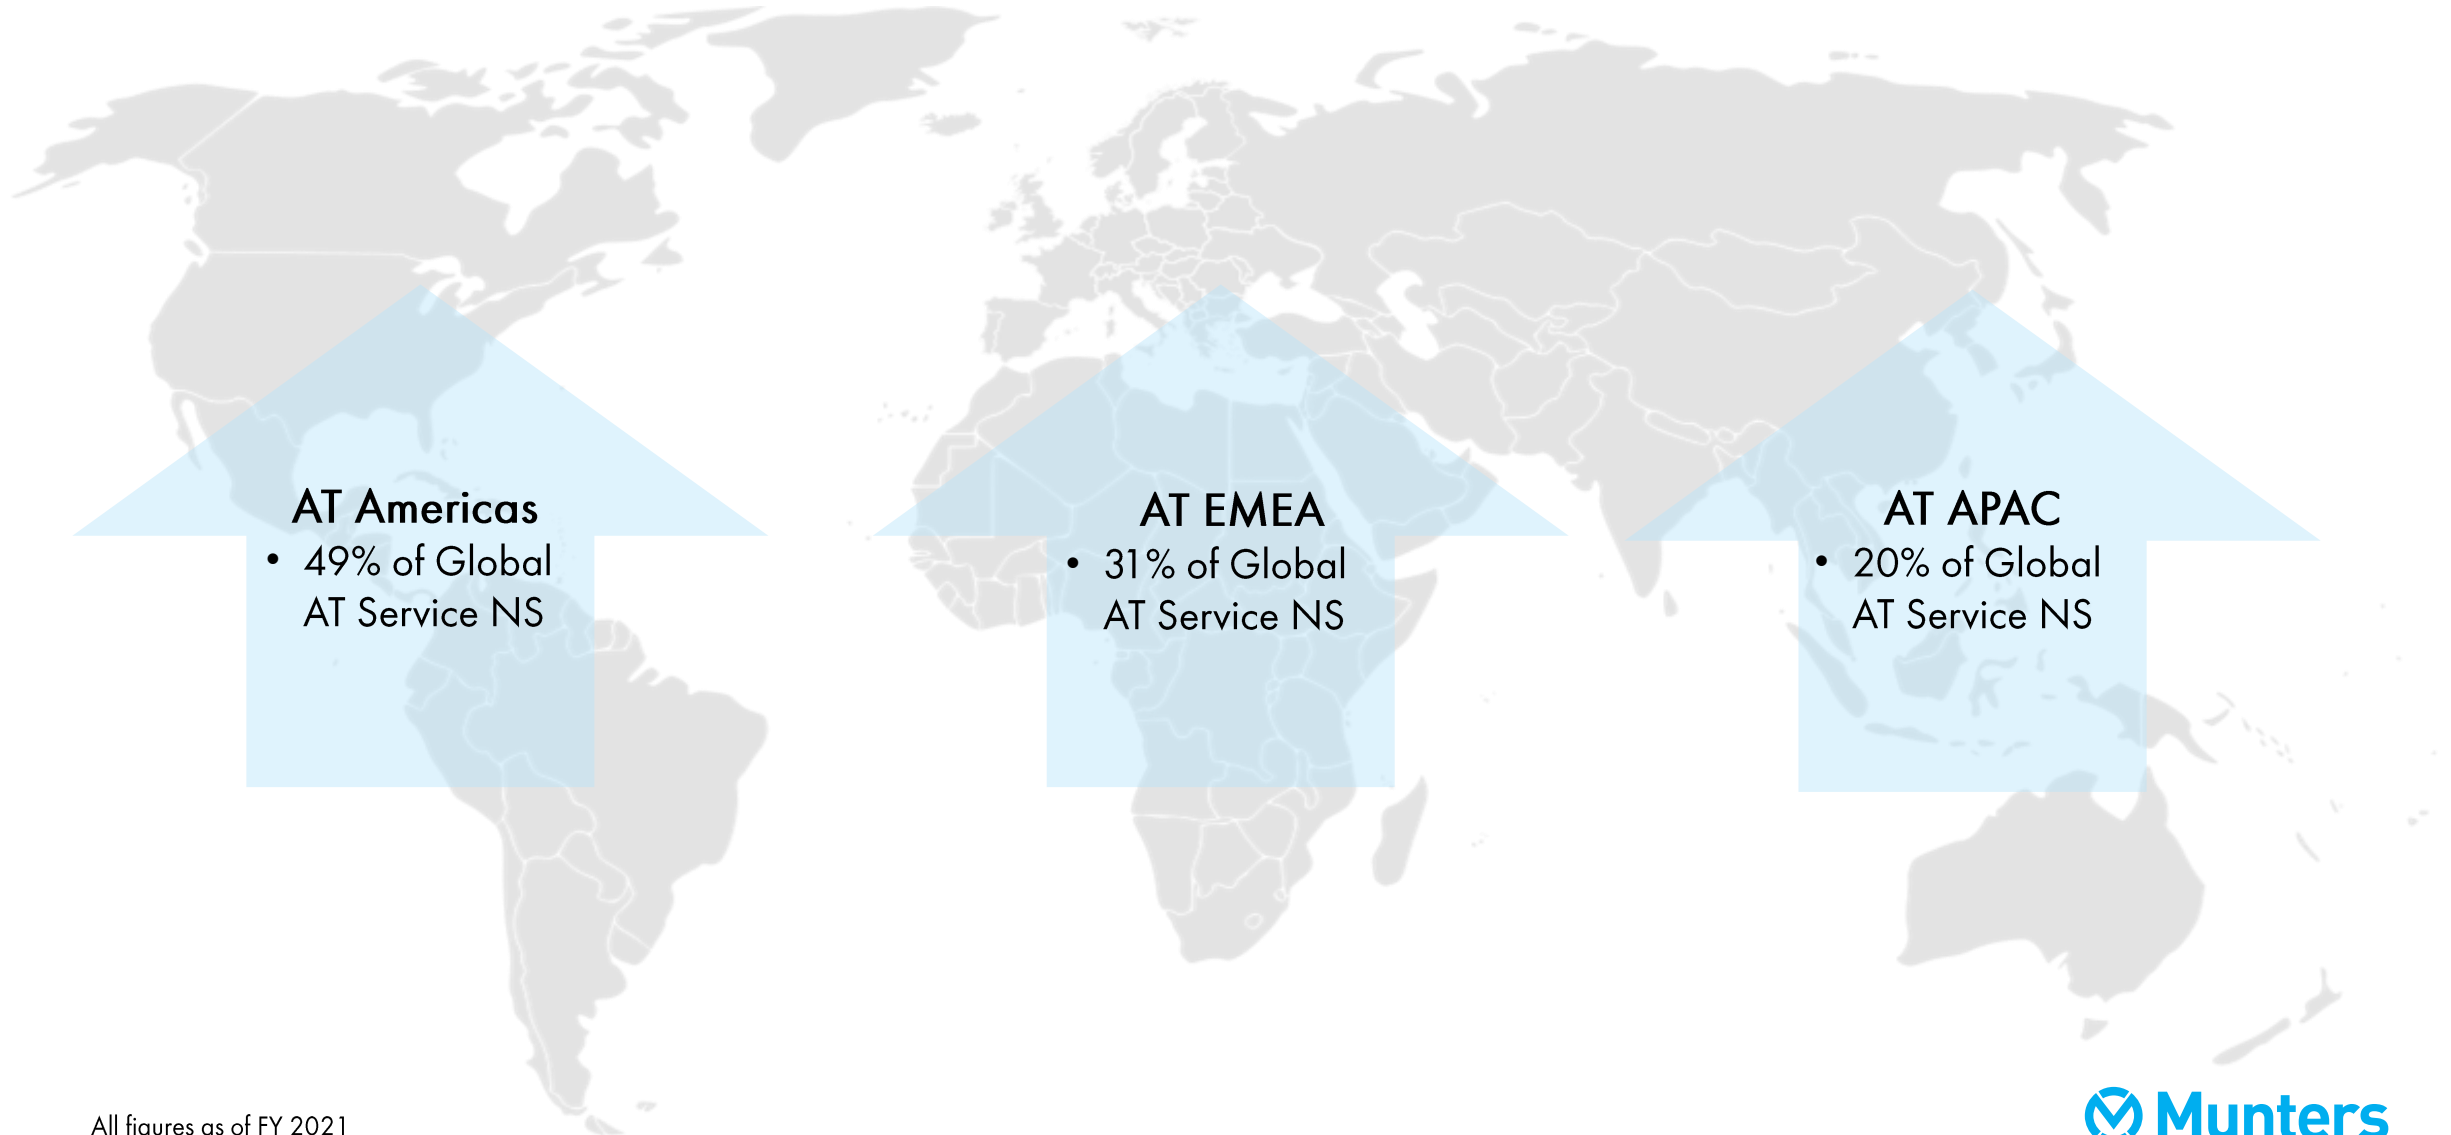 AT Americas
• 49% of Global
AT Service NS
AT EMEA
• 31% of Global
AT Service NS
AT APAC
• 20% of Global
AT Service NS
All figures as of FY 2021
Munters